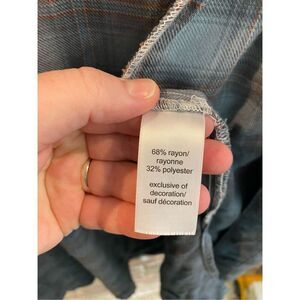 68% rayon/
rayonne
32% polyester
exclusive of
decoration/
sauf décoration